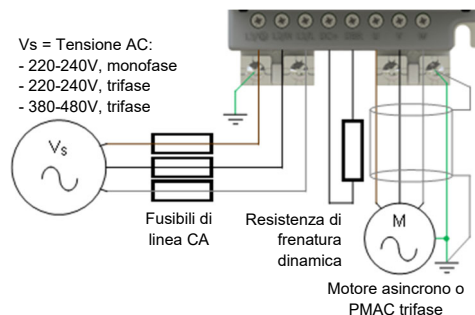 Vs = Tensione AC:
- 220-240V, monofase
- 220-240V, trifase
- 380-480V, trifase
Vs
Fusibili di
linea CA
Resistenza di
frenatura
dinamica
M
Motore asincrono o
PMAC trifase